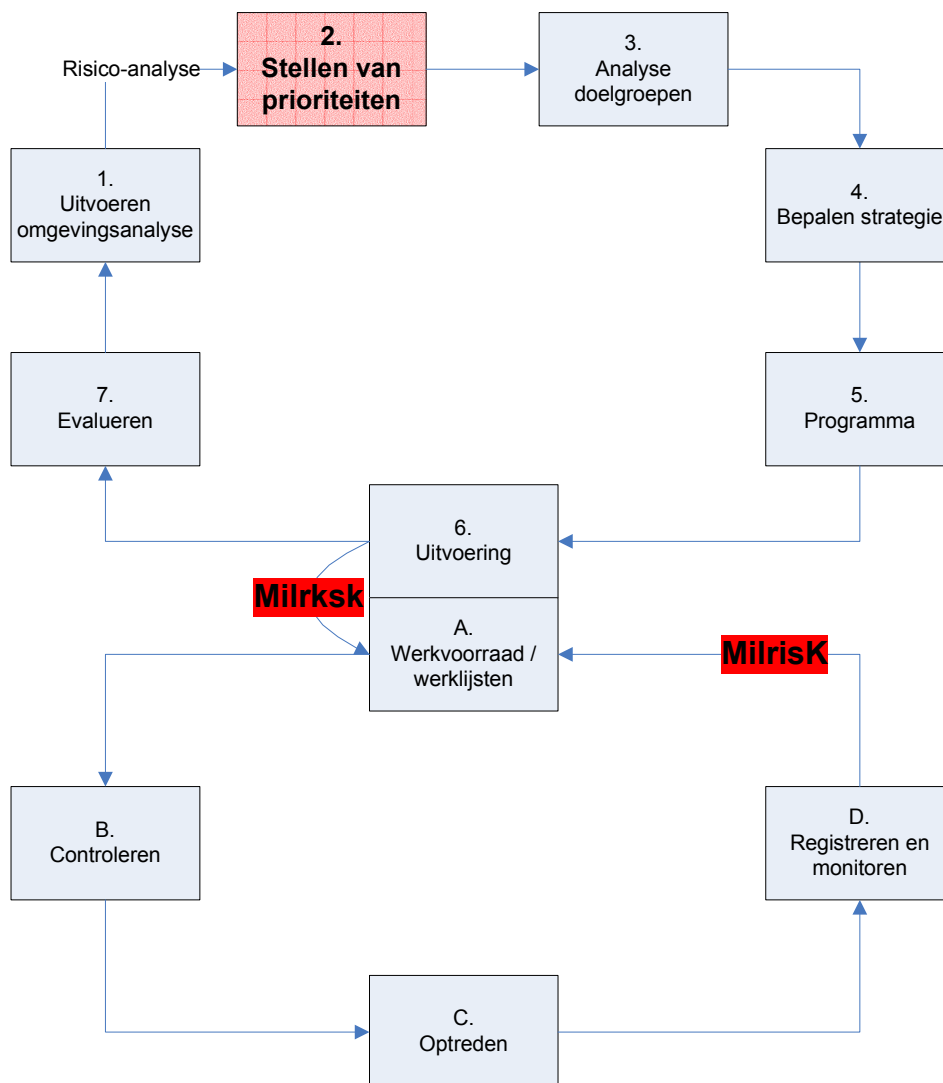 2.
Stellen van
prioriteiten
3.
Analyse
doelgroepen
Risico-analyse
1.
Uitvoeren
omgevingsanalyse
4.
Bepalen strategie
7.
Evalueren
5.
Programma
6.
Uitvoering
Milrksk
A.
Werkvoorraad /
werklijsten
MilrisK
B.
Controleren
D.
Registreren en
monitoren
C.
Optreden